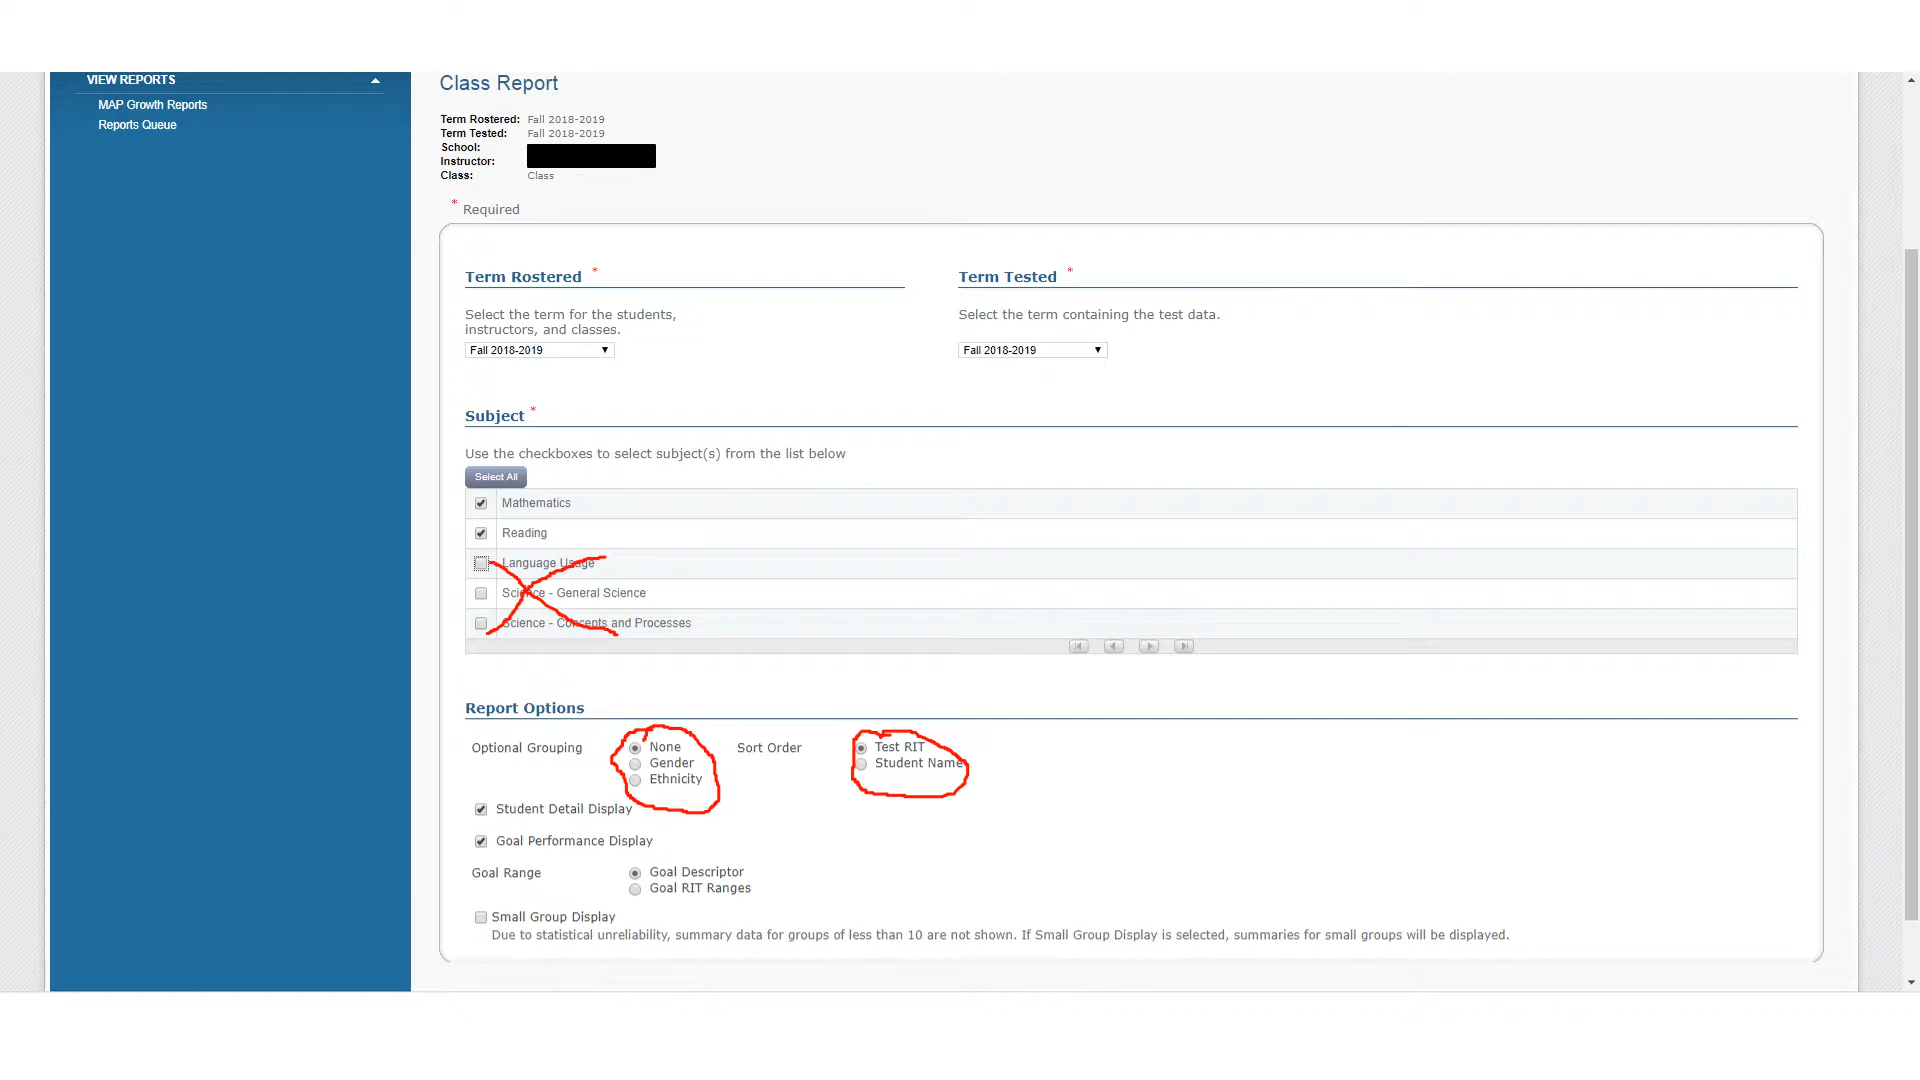 VIEW REPORTS
MAP Growth Reports
Reports Queue
Class Report
Term Rostered: Fall 2018-2019
Term Tested: Fall 2018-2019
School:
Instructor:
Class: Class
* Required
Term Rostered *
Select the term for the students,
instructors, and classes.
Fall 2018-2019
Term Tested *
Select the term containing the test data.
Fall 2018-2019
Subject *
Use the checkboxes to select subject(s) from the list below
Select All
Mathematics
Reading
Language Usage
Science - General Science
Science - Concepts and Processes
Report Options
Optional Grouping
None
Gender
Ethnicity
Sort Order
Test RIT
Student Name
Student Detail Display
Goal Performance Display
Goal Range
Goal Descriptor
Goal RIT Ranges
Small Group Display
Due to statistical unreliability, summary data for groups of less than 10 are not shown. If Small Group Display is selected, summaries for small groups will be displayed.